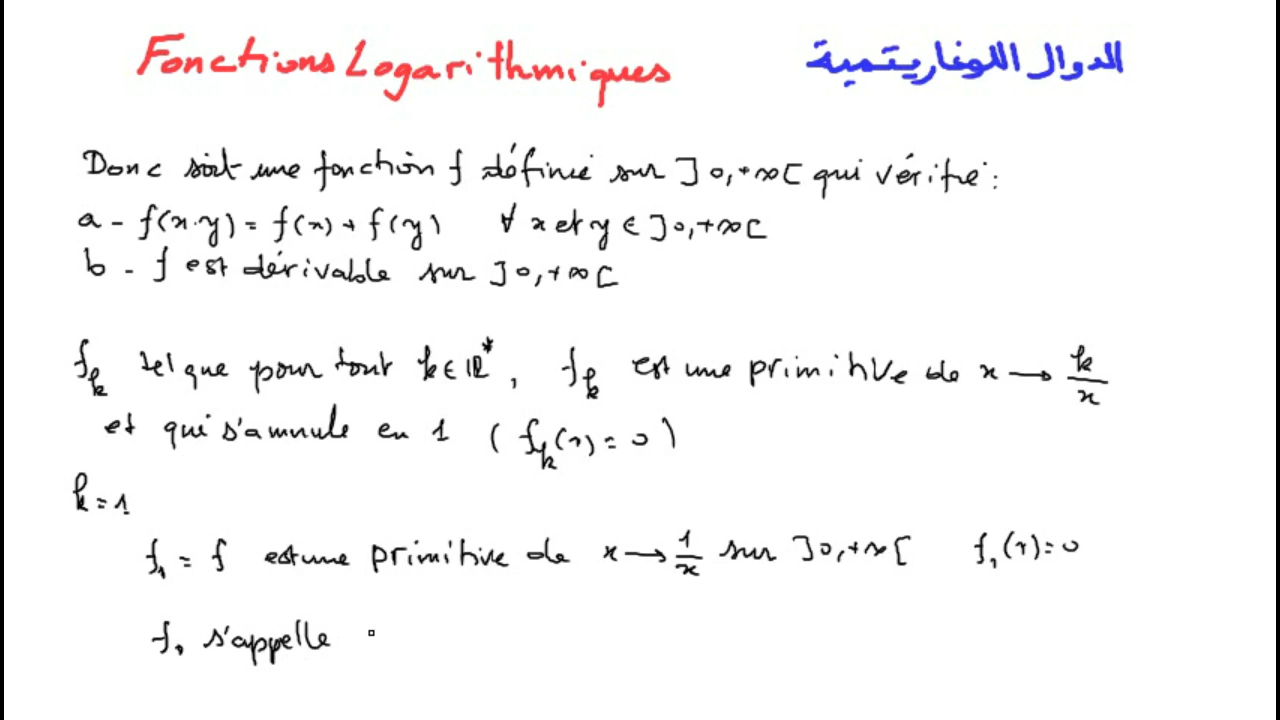 Fonctions Logarithmiques الدوال اللوغاريتمية
Donc soit une fonction f définie sur ]0,+∞[ qui vérifie :
a - f(x.y) = f(x) + f(y) ∀ x et y ∈ ]0,+∞[
b - f est dérivable sur ]0,+∞[
f_k tel que pour tout k ∈ ℝ*, f_k est une primitive de x → k/x
et qui s'annule en 1 ( f_k(1) = 0 )
k = 1
f_1 = f est une primitive de x → 1/x sur ]0,+∞[ f_1(1) = 0
f_1 s'appelle